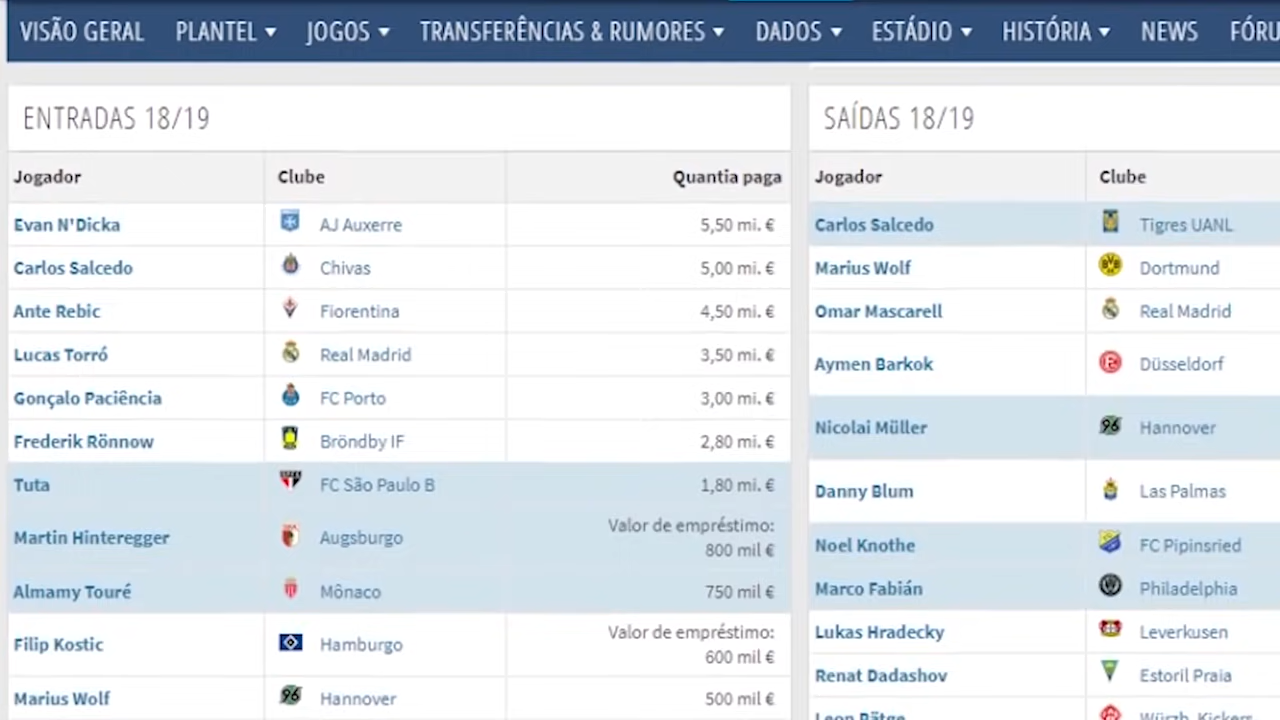 VISÃO GERAL PLANTEL JOGOS TRANSFERÊNCIAS & RUMORES DADOS ESTÁDIO HISTÓRIA NEWS FÓRU
ENTRADAS 18/19
Jogador Clube Quantia paga
Evan N'Dicka AJ Auxerre 5,50 mi. €
Carlos Salcedo Chivas 5,00 mi. €
Ante Rebic Fiorentina 4,50 mi. €
Lucas Torró Real Madrid 3,50 mi. €
Gonçalo Paciência FC Porto 3,00 mi. €
Frederik Rönnow Bröndby IF 2,80 mi. €
Tuta FC São Paulo B 1,80 mi. €
Martin Hinteregger Augsburgo Valor de empréstimo:
800 mil €
Almamy Touré Mônaco 750 mil €
Filip Kostic Hamburgo Valor de empréstimo:
600 mil €
Marius Wolf Hannover 500 mil €
SAÍDAS 18/19
Jogador Clube
Carlos Salcedo Tigres UANL
Marius Wolf Dortmund
Omar Mascarell Real Madrid
Aymen Barkok Düsseldorf
Nicolai Müller Hannover
Danny Blum Las Palmas
Noel Knothe FC Pipinsried
Marco Fabián Philadelphia
Lukas Hradecky Leverkusen
Renat Dadashov Estoril Praia
Leon Bätge Würzb. Kickers